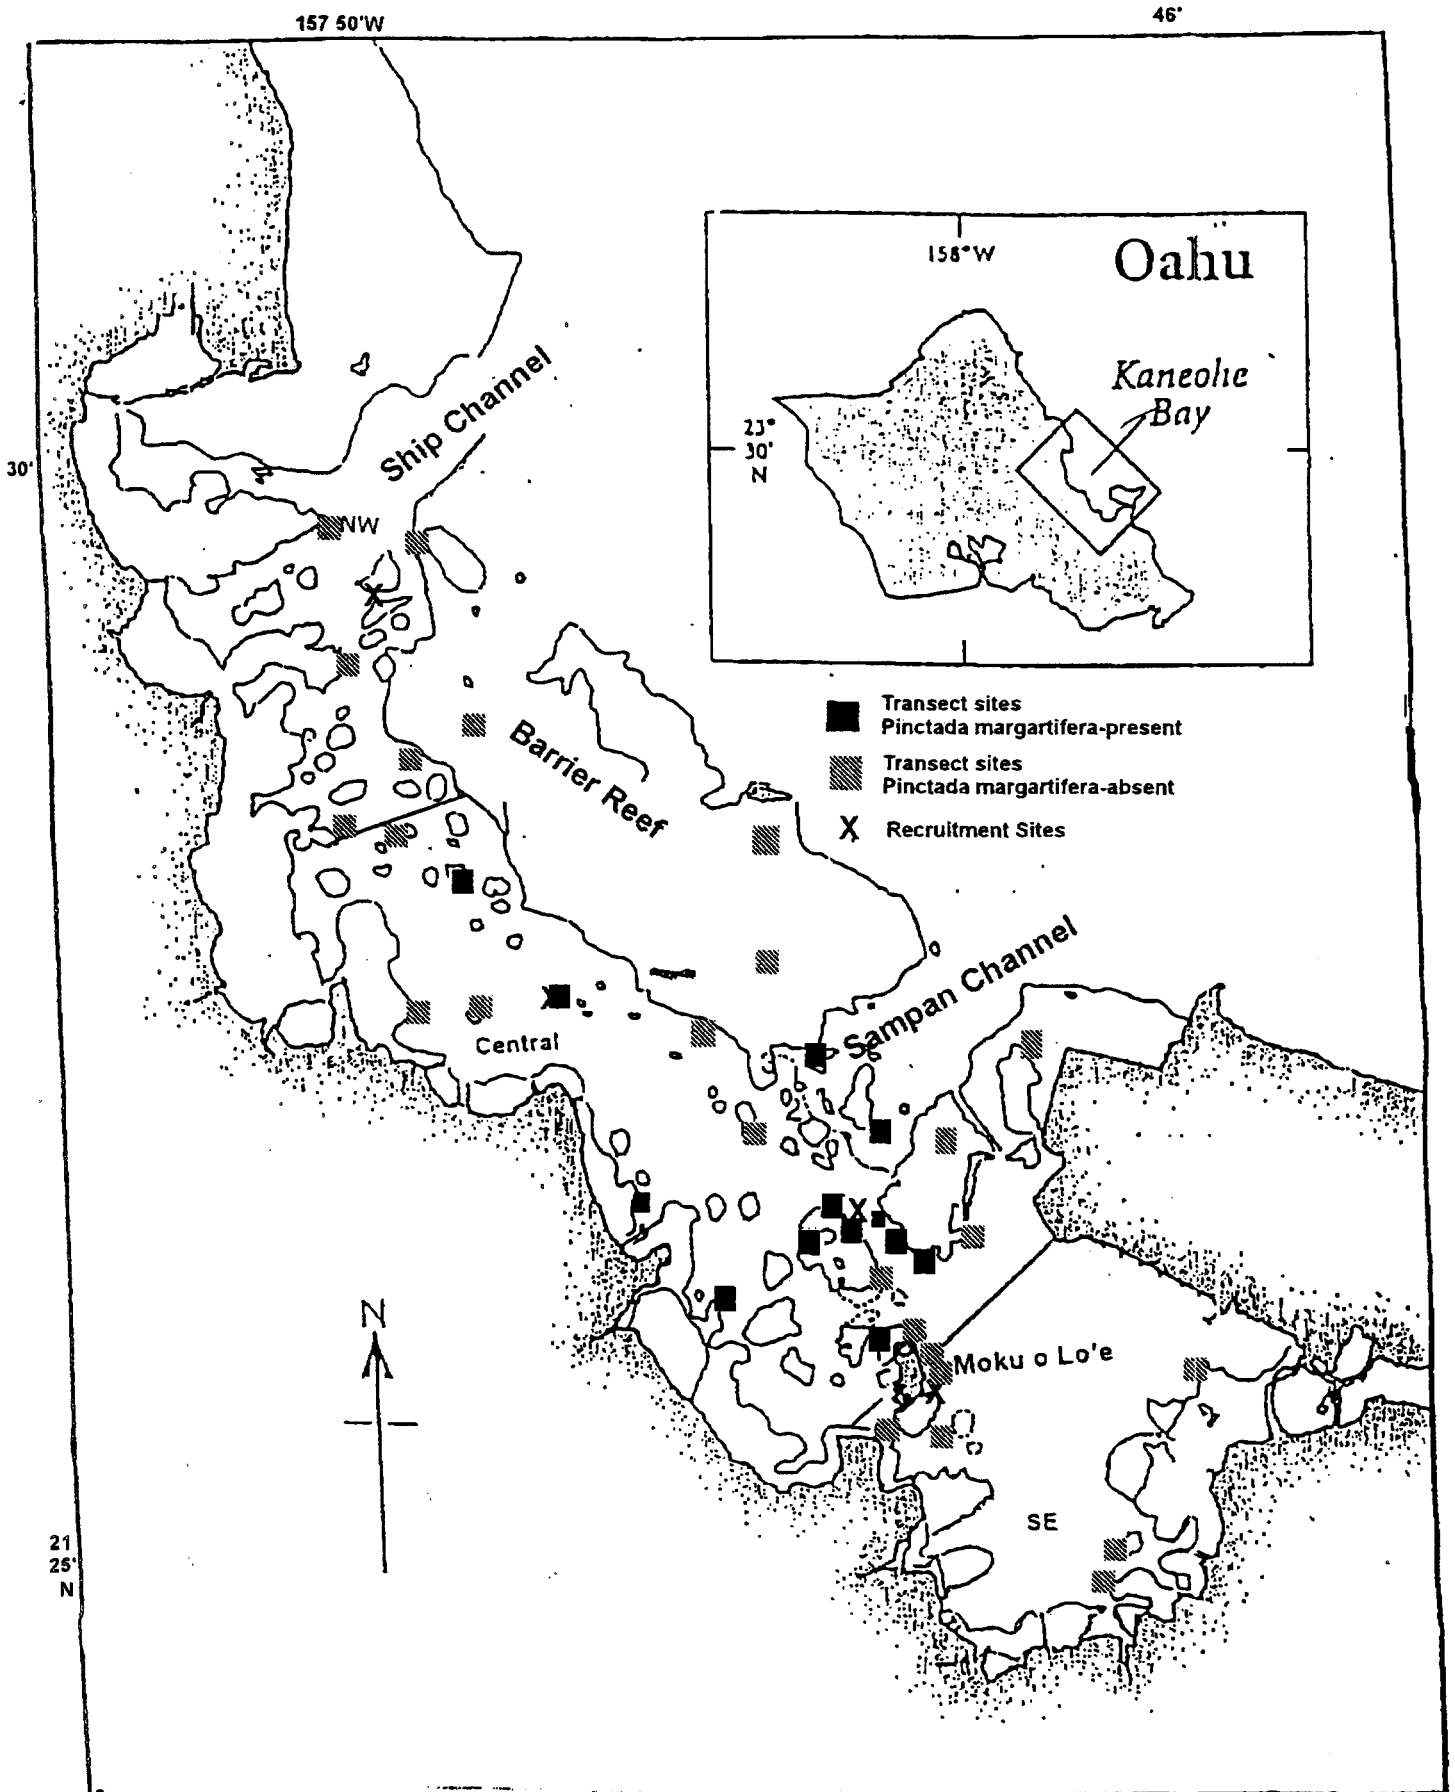 157 50'W
46'
158°W
Oahu
Kaneohe
Bay
23°
30'
N
Ship Channel
30'
NW
Transect sites
Pinctada margartifera-present
Transect sites
Pinctada margartifera-absent
X Recruitment Sites
Barrier Reef
Sampan Channel
Central
N
Moku o Lo'e
SE
21
25'
N